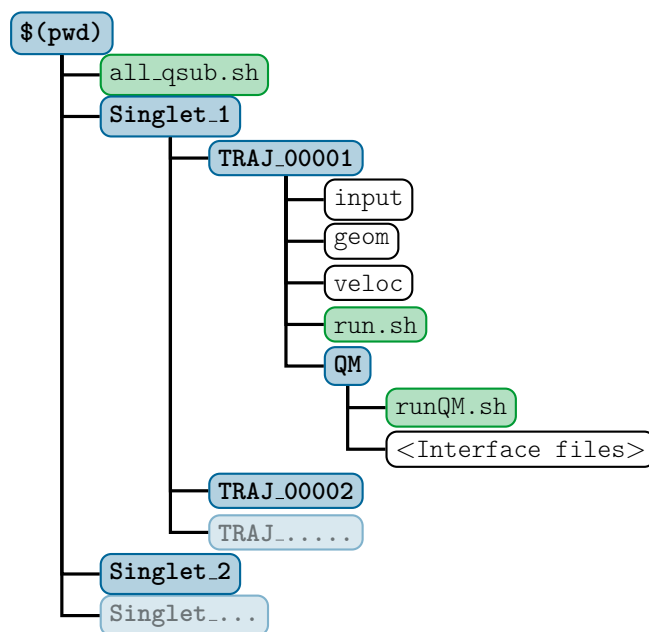 $(pwd)
all_qsub.sh
Singlet_1
TRAJ_00001
input
geom
veloc
run.sh
QM
runQM.sh
<Interface files>
TRAJ_00002
TRAJ_.....
Singlet_2
Singlet_...